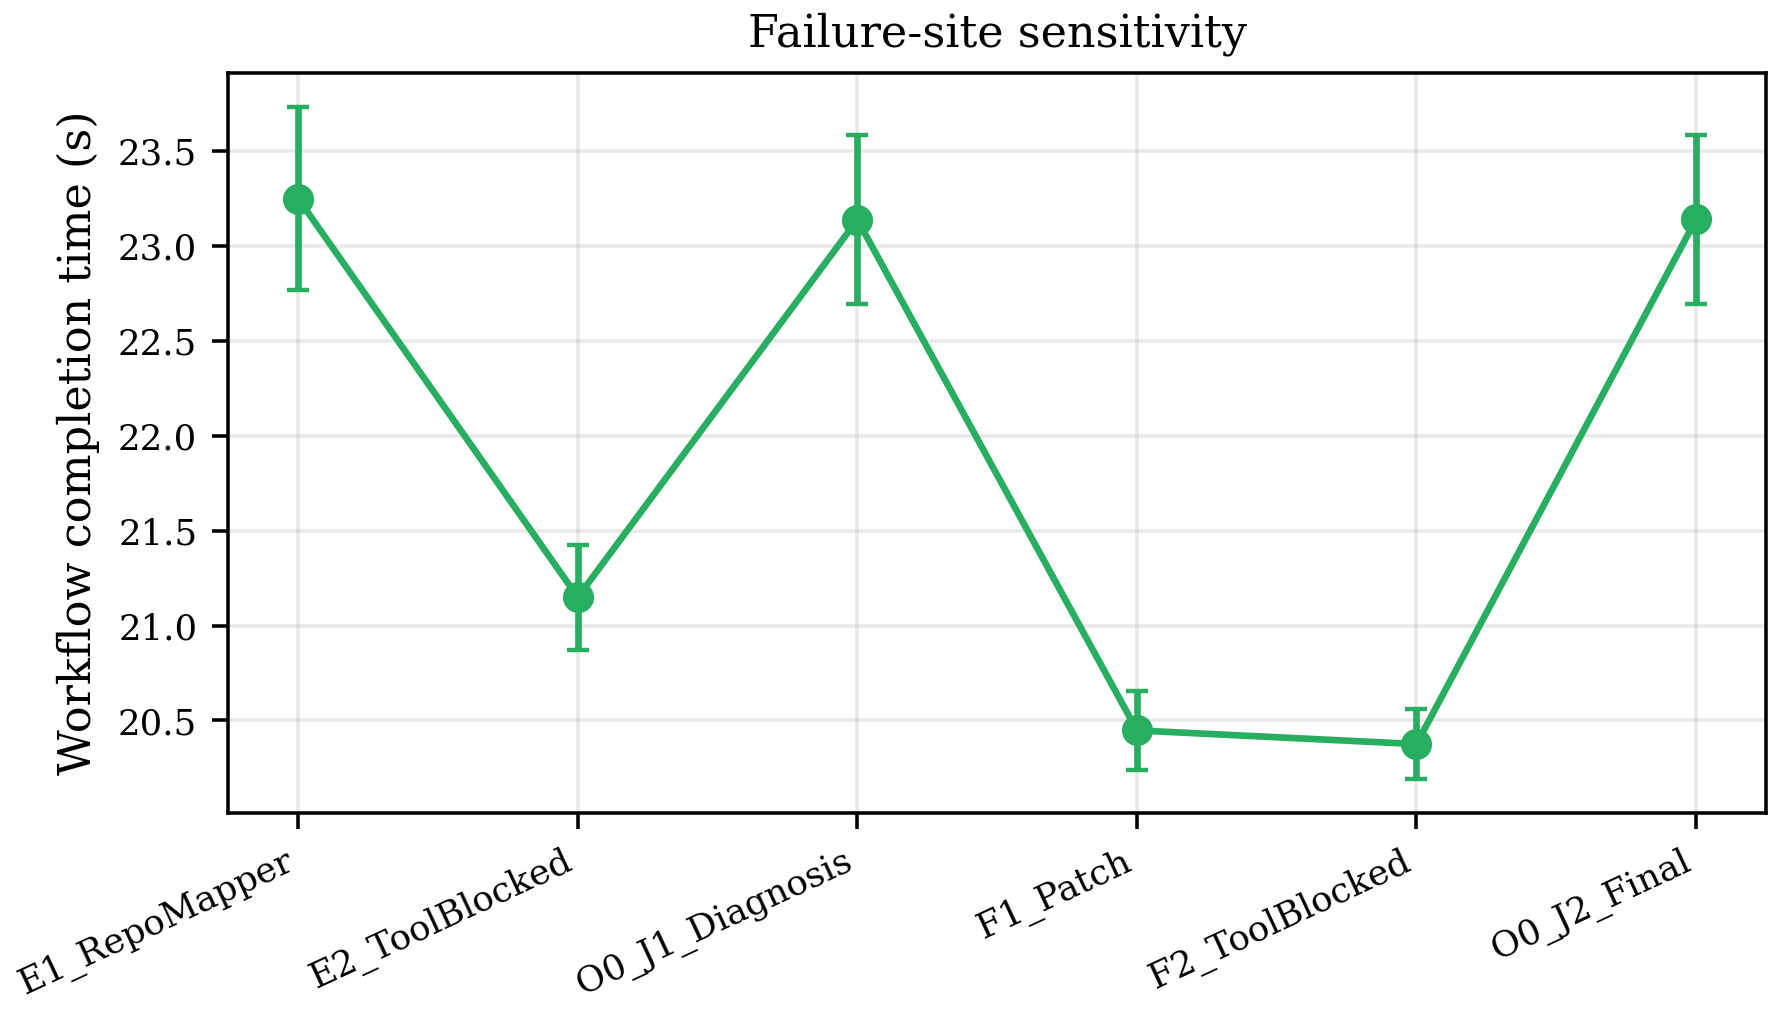 Failure-site sensitivity
Workflow completion time (s)
23.5
23.0
22.5
22.0
21.5
21.0
20.5
E1_RepoMapper
E2_ToolBlocked
O0_J1_Diagnosis
F1_Patch
F2_ToolBlocked
O0_J2_Final